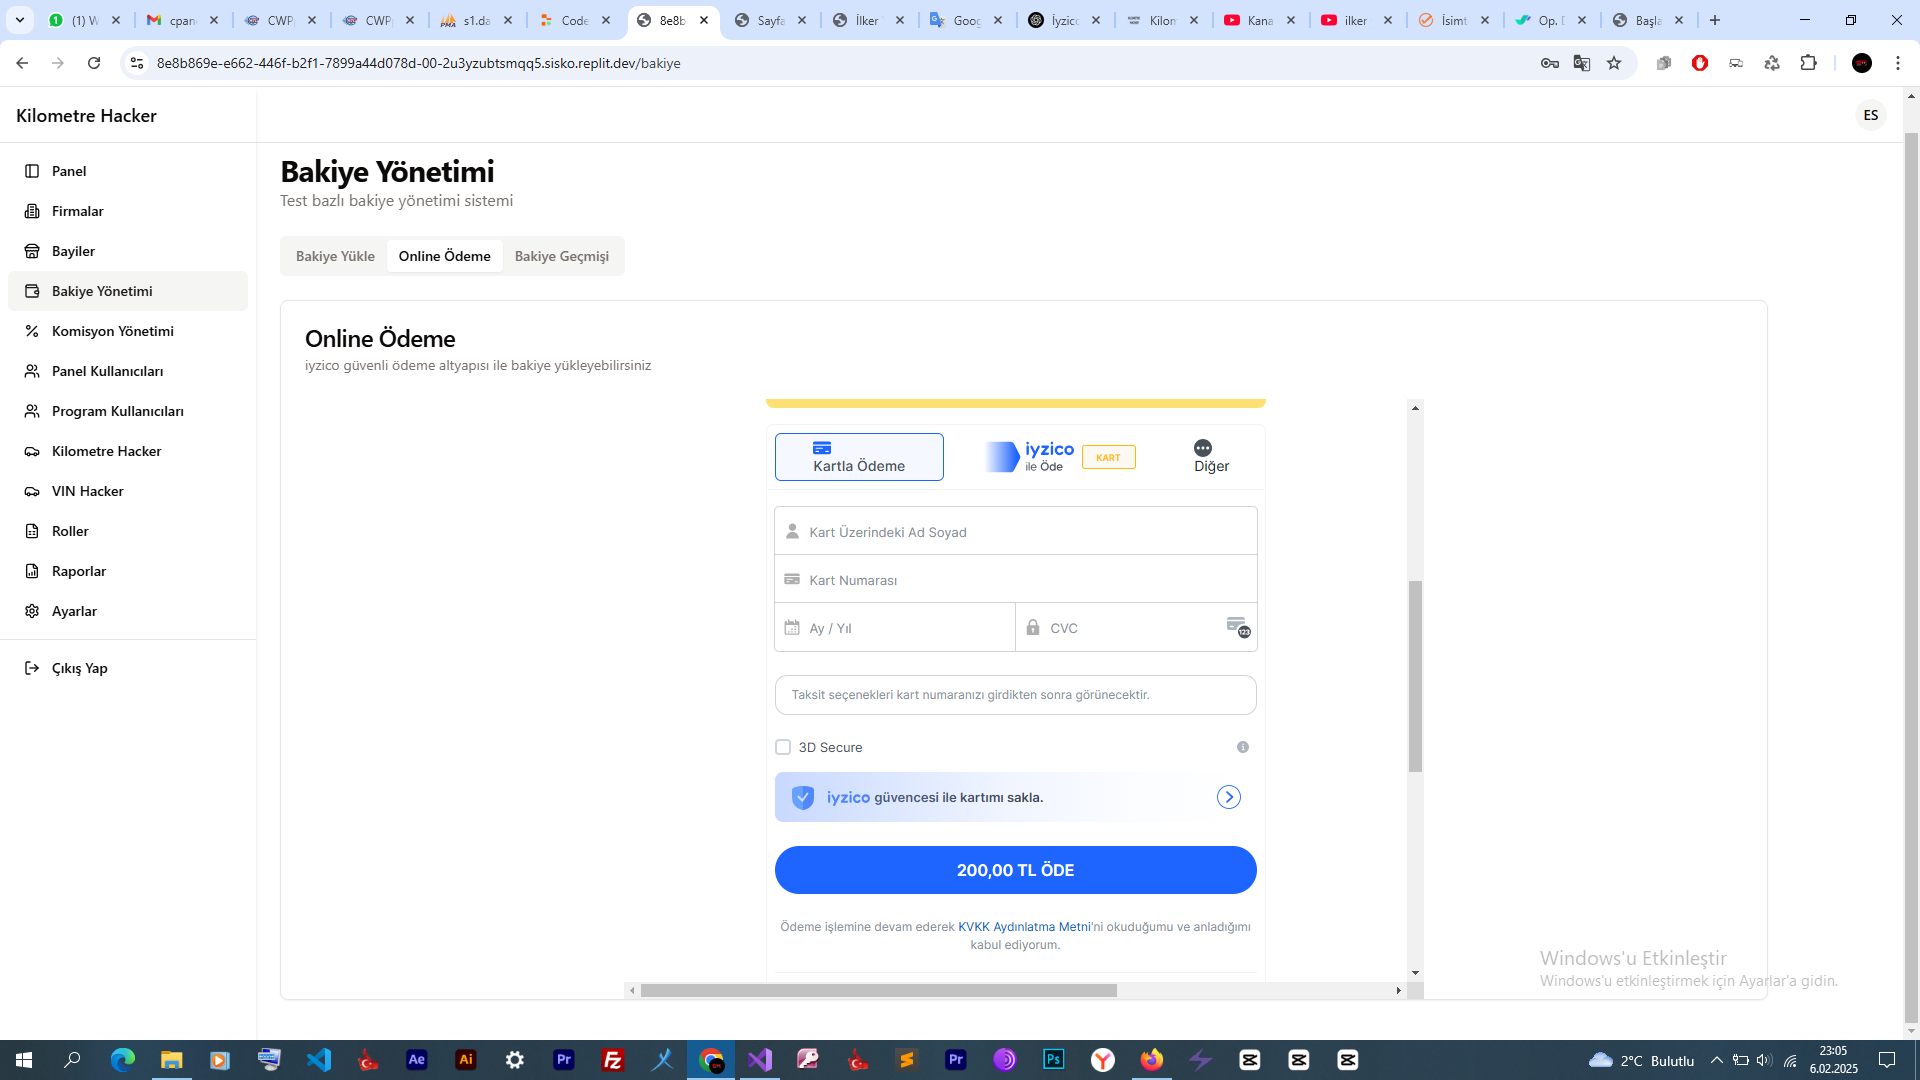 (1) W
cpan
CWP
CWP
s1.da
Code
8e8b
Sayfa
İlker
Goog
İyzic
Kilom
Kana
ilker
İsimt
Op. D
Başla
8e8b869e-e662-446f-b2f1-7899a44d078d-00-2u3yzubtsmqq5.sisko.replit.dev/bakiye
Kilometre Hacker
ES
Panel
Firmalar
Bayiler
Bakiye Yönetimi
Komisyon Yönetimi
Panel Kullanıcıları
Program Kullanıcıları
Kilometre Hacker
VIN Hacker
Roller
Raporlar
Ayarlar
Çıkış Yap
Bakiye Yönetimi
Test bazlı bakiye yönetimi sistemi
Bakiye Yükle
Online Ödeme
Bakiye Geçmişi
Online Ödeme
iyzico güvenli ödeme altyapısı ile bakiye yükleyebilirsiniz
Kartla Ödeme
iyzico
ile Öde
KART
Diğer
Kart Üzerindeki Ad Soyad
Kart Numarası
Ay / Yıl
CVC
123
Taksit seçenekleri kart numaranızı girdikten sonra görünecektir.
3D Secure
iyzico güvencesi ile kartımı sakla.
200,00 TL ÖDE
Ödeme işlemine devam ederek KVKK Aydınlatma Metni'ni okuduğumu ve anladığımı
kabul ediyorum.
Windows'u Etkinleştir
Windows'u etkinleştirmek için Ayarlar'a gidin.
Ae
Ai
Pr
Pr
Ps
2°C Bulutlu
23:05
6.02.2025